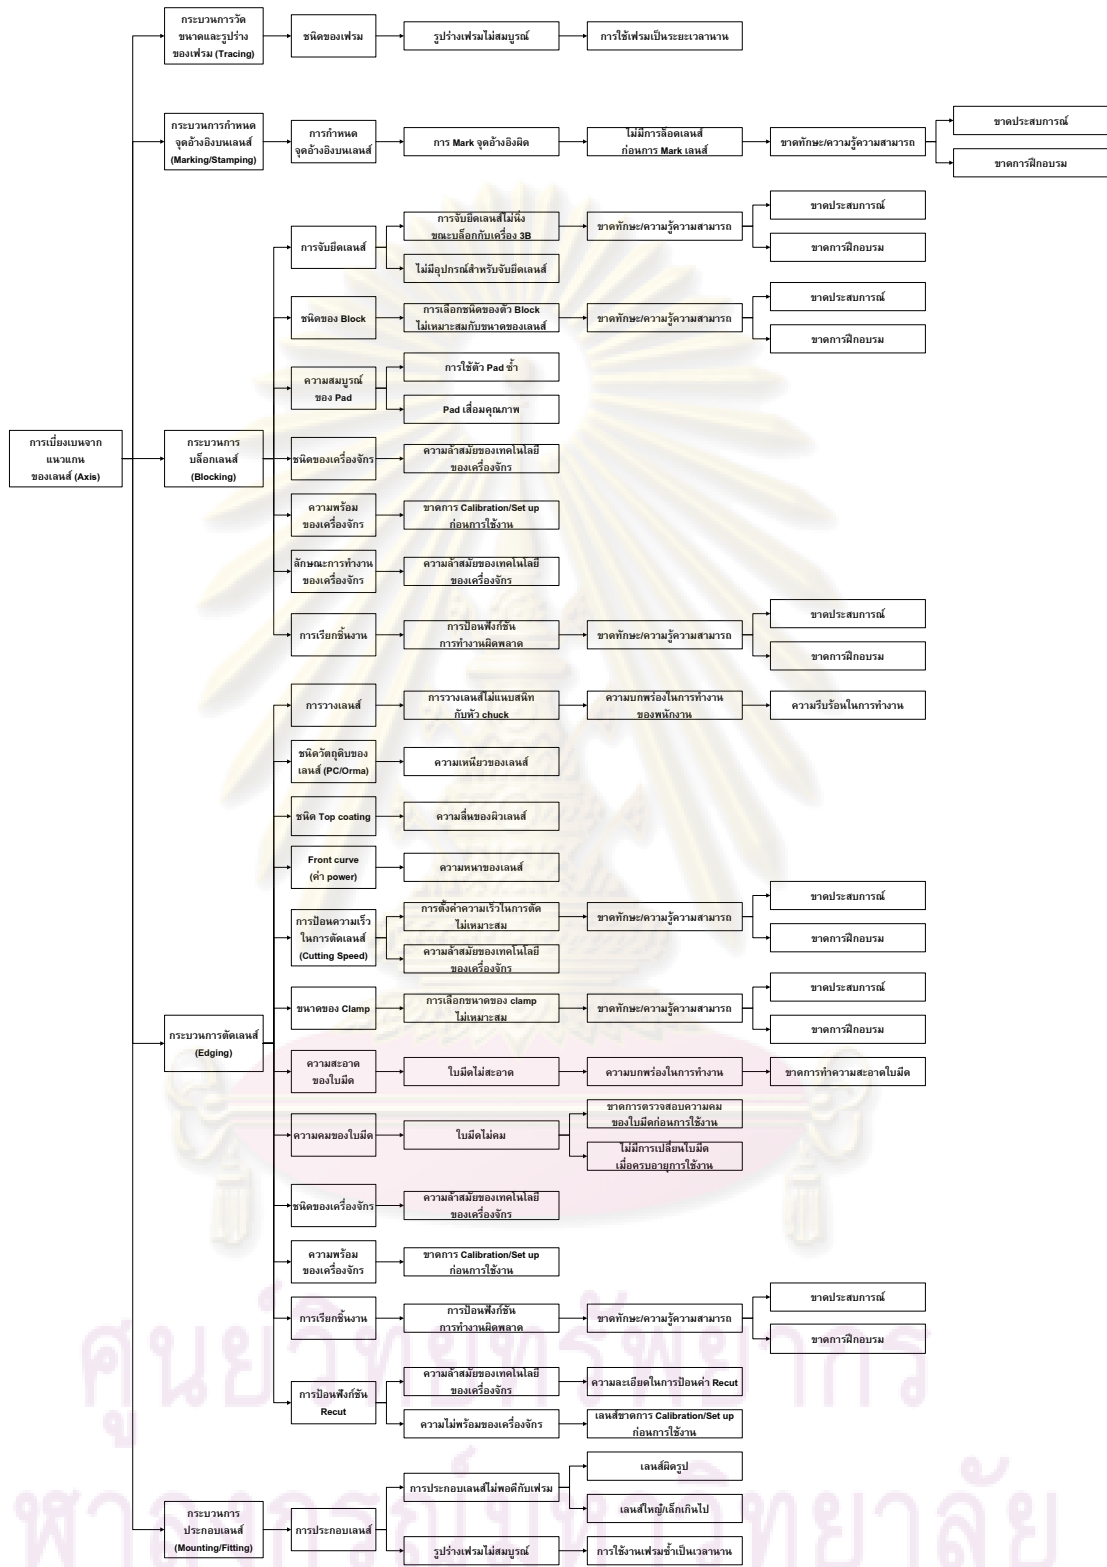 กระบวนการวัด
ขนาดและรูปร่าง
ของเฟรม (Tracing)
ชนิดของเฟรม
รูปร่างเฟรมไม่สมบูรณ์
การใช้เฟรมเป็นระยะเวลานาน
กระบวนการกำหนด
จุดอ้างอิงบนเลนส์
(Marking/Stamping)
การกำหนด
จุดอ้างอิงบนเลนส์
การ Mark จุดอ้างอิงผิด
ไม่มีการล็อคเลนส์
ก่อนการ Mark เลนส์
ขาดทักษะ/ความรู้ความสามารถ
ขาดประสบการณ์
ขาดการฝึกอบรม
การเบี่ยงเบนจาก
แนวแกน
ของเลนส์ (Axis)
กระบวนการ
บล็อกเลนส์
(Blocking)
การจับยึดเลนส์
การจับยึดเลนส์ไม่นิ่ง
ขณะบล็อกกับเครื่อง 3B
ขาดทักษะ/ความรู้ความสามารถ
ขาดประสบการณ์
ขาดการฝึกอบรม
ไม่มีอุปกรณ์สำหรับจับยึดเลนส์
ชนิดของ Block
การเลือกชนิดของตัว Block
ไม่เหมาะสมกับขนาดของเลนส์
ขาดทักษะ/ความรู้ความสามารถ
ขาดประสบการณ์
ขาดการฝึกอบรม
ความสมบูรณ์
ของ Pad
การใช้ตัว Pad ซ้ำ
Pad เสื่อมคุณภาพ
ชนิดของเครื่องจักร
ความล้าสมัยของเทคโนโลยี
ของเครื่องจักร
ความพร้อม
ของเครื่องจักร
ขาดการ Calibration/Set up
ก่อนการใช้งาน
ลักษณะการทำงาน
ของเครื่องจักร
ความล้าสมัยของเทคโนโลยี
ของเครื่องจักร
การเรียกชิ้นงาน
การป้อนฟังก์ชัน
การทำงานผิดพลาด
ขาดทักษะ/ความรู้ความสามารถ
ขาดประสบการณ์
ขาดการฝึกอบรม
กระบวนการตัดเลนส์
(Edging)
การวางเลนส์
การวางเลนส์ไม่แนบสนิท
กับหัว chuck
ความบกพร่องในการทำงาน
ของพนักงาน
ความรีบร้อนในการทำงาน
ชนิดวัตถุดิบของ
เลนส์ (PC/Orma)
ความเหนียวของเลนส์
ชนิด Top coating
ความลื่นของผิวเลนส์
Front curve
(ค่า power)
ความหนาของเลนส์
การป้อนความเร็ว
ในการตัดเลนส์
(Cutting Speed)
การตั้งค่าความเร็วในการตัด
ไม่เหมาะสม
ขาดทักษะ/ความรู้ความสามารถ
ขาดประสบการณ์
ขาดการฝึกอบรม
ความล้าสมัยของเทคโนโลยี
ของเครื่องจักร
ขนาดของ Clamp
การเลือกขนาดของ clamp
ไม่เหมาะสม
ขาดทักษะ/ความรู้ความสามารถ
ขาดประสบการณ์
ขาดการฝึกอบรม
ความสะอาด
ของใบมีด
ใบมีดไม่สะอาด
ความบกพร่องในการทำงาน
ขาดการทำความสะอาดใบมีด
ความคมของใบมีด
ใบมีดไม่คม
ขาดการตรวจสอบความคม
ของใบมีดก่อนการใช้งาน
ไม่มีการเปลี่ยนใบมีด
เมื่อครบอายุการใช้งาน
ชนิดของเครื่องจักร
ความล้าสมัยของเทคโนโลยี
ของเครื่องจักร
ความพร้อม
ของเครื่องจักร
ขาดการ Calibration/Set up
ก่อนการใช้งาน
การเรียกชิ้นงาน
การป้อนฟังก์ชัน
การทำงานผิดพลาด
ขาดทักษะ/ความรู้ความสามารถ
ขาดประสบการณ์
ขาดการฝึกอบรม
การป้อนฟังก์ชัน
Recut
ความล้าสมัยของเทคโนโลยี
ของเครื่องจักร
ความละเอียดในการป้อนค่า Recut
ความไม่พร้อมของเครื่องจักร
เลนส์ขาดการ Calibration/Set up
ก่อนการใช้งาน
กระบวนการ
ประกอบเลนส์
(Mounting/Fitting)
การประกอบเลนส์
การประกอบเลนส์ไม่พอดีกับเฟรม
เลนส์ผิดรูป
เลนส์ใหญ่/เล็กเกินไป
รูปร่างเฟรมไม่สมบูรณ์
การใช้งานเฟรมซ้ำเป็นเวลานาน
ศูนย์วิทยทรัพยากร
จุฬาลงกรณ์มหาวิทยาลัย